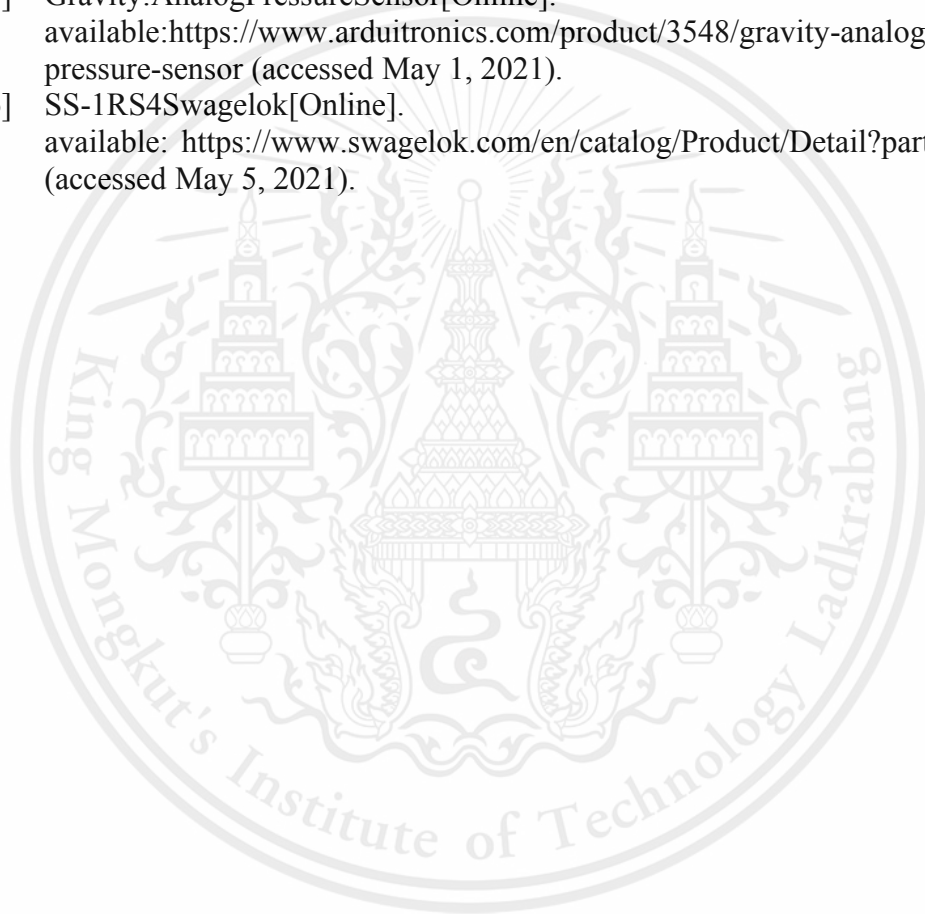 ] Gravity:AnalogPressureSensor[Online].
available:https://www.arduitronics.com/product/3548/gravity-analog
pressure-sensor (accessed May 1, 2021).
] SS-1RS4Swagelok[Online].
available: https://www.swagelok.com/en/catalog/Product/Detail?part
(accessed May 5, 2021).
King Mongkut's Institute of Technology Ladkrabang